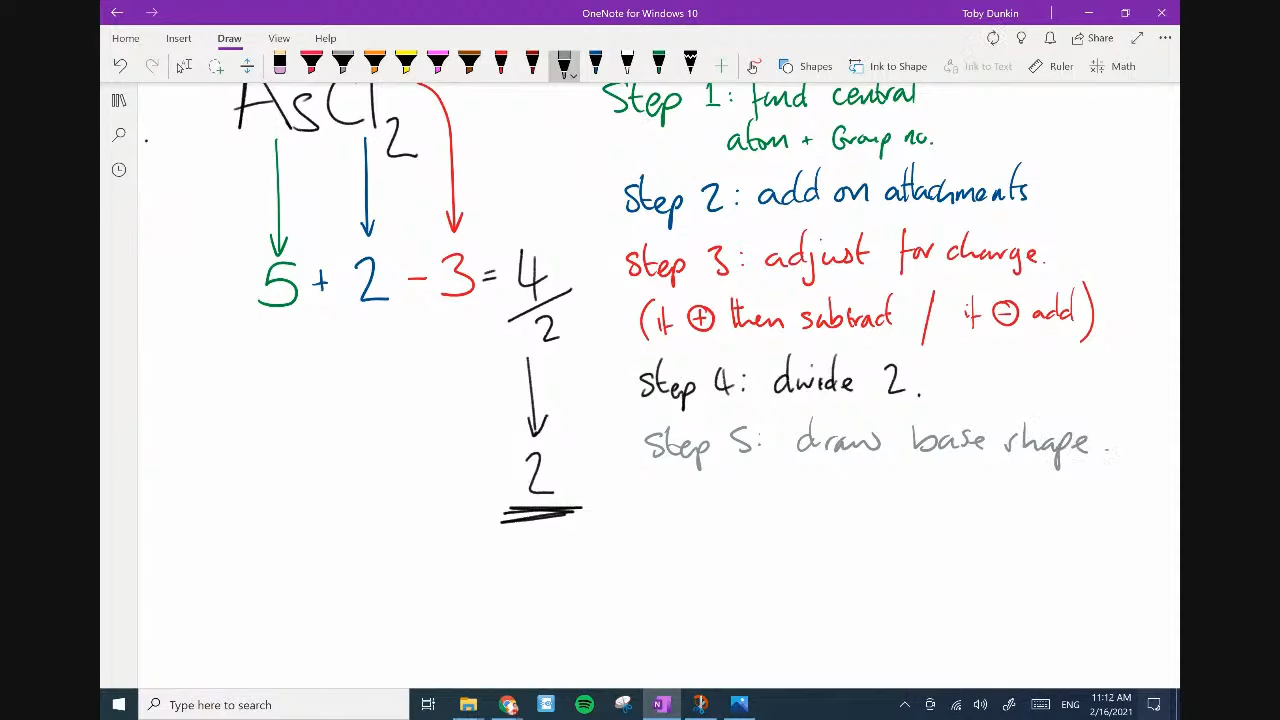 OneNote for Windows 10
Toby Dunkin
Home Insert Draw View Help
Share
Shapes
Ink to Shape
Ink to Text
Ruler
Math
AsCl2
Step 1: find central
atom + Group no.
Step 2: add on attachments
5 + 2 - 3 = 4
2
Step 3: adjust for charge.
(if ⊕ then subtract / if ⊖ add)
Step 4: divide 2.
Step 5: draw base shape.
2
Type here to search
11:12 AM
2/16/2021